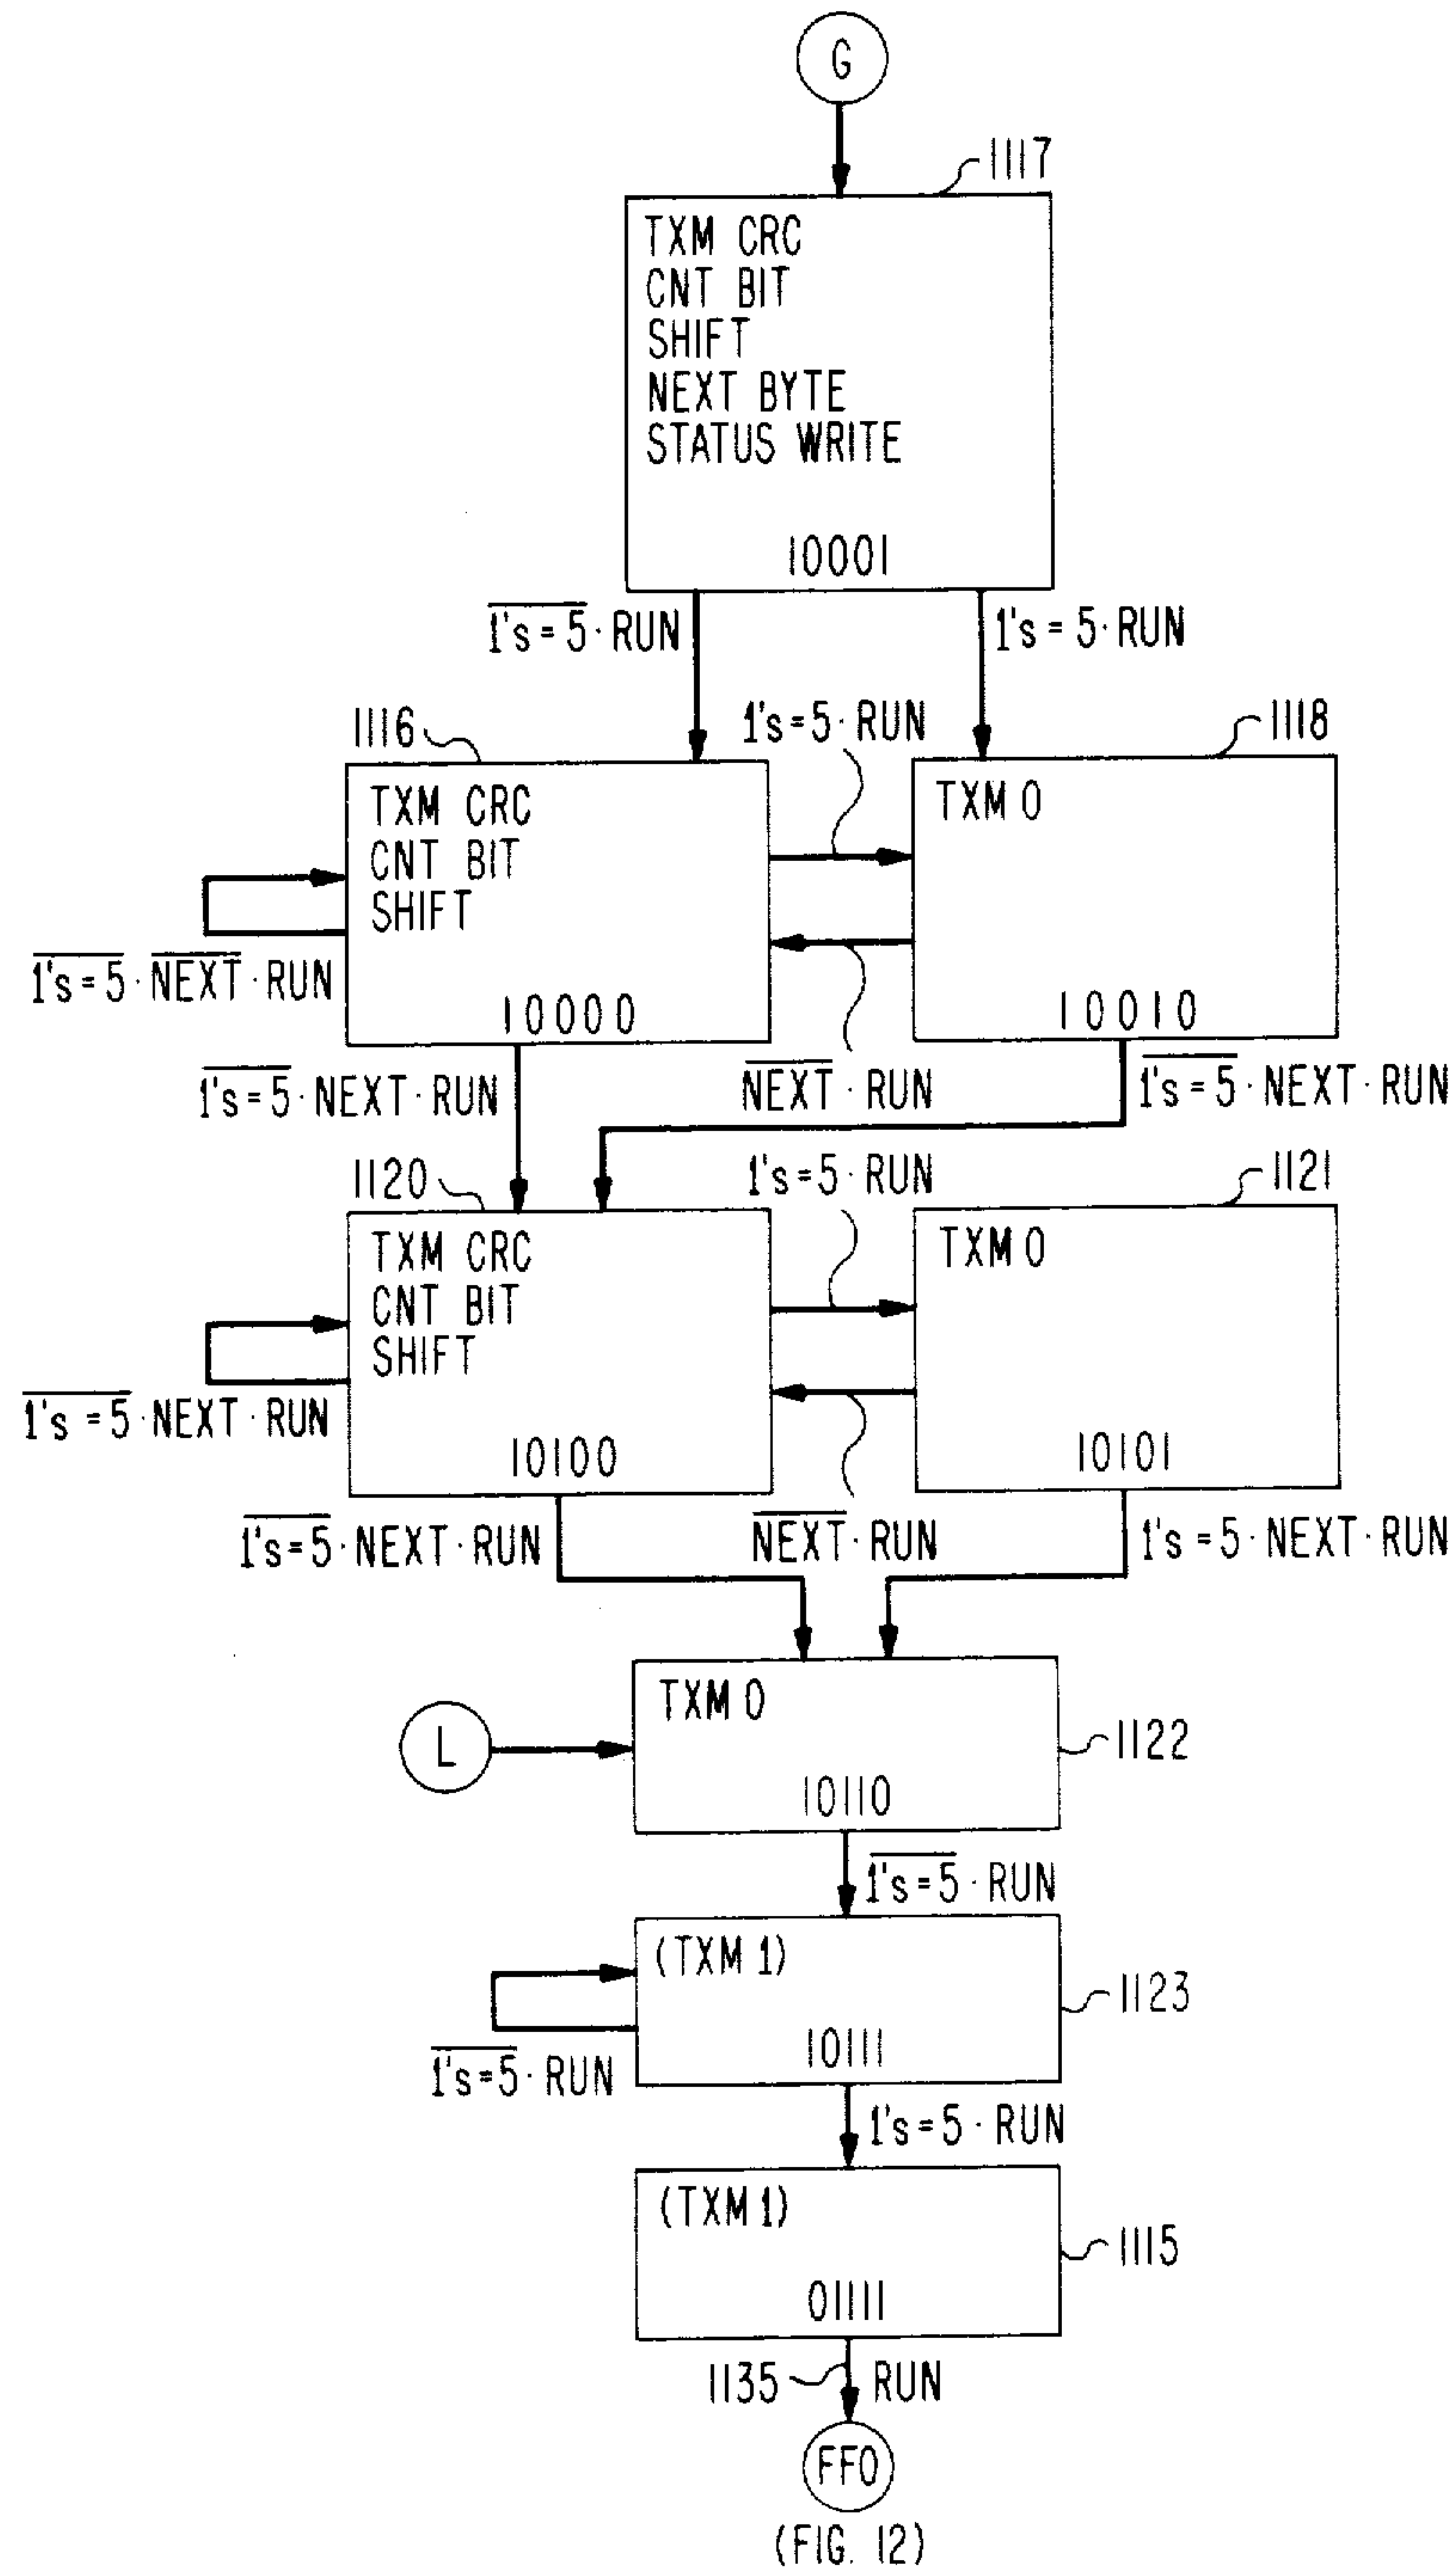 G
1117
TXM CRC
CNT BIT
SHIFT
NEXT BYTE
STATUS WRITE
10001
1̅'̅s̅ ̅=̅ ̅5̅ · RUN
1's = 5 · RUN
1116
1's = 5 · RUN
1118
TXM CRC
CNT BIT
SHIFT
10000
TXM 0
10010
1̅'̅s̅ ̅=̅ ̅5̅ · N̅E̅X̅T̅ · RUN
1̅'̅s̅ ̅=̅ ̅5̅ · NEXT · RUN
N̅E̅X̅T̅ · RUN
1̅'̅s̅ ̅=̅ ̅5̅ · NEXT · RUN
1120
1's = 5 · RUN
1121
TXM CRC
CNT BIT
SHIFT
10100
TXM 0
10101
1̅'̅s̅ ̅=̅ ̅5̅ · NEXT · RUN
1̅'̅s̅ ̅=̅ ̅5̅ · NEXT · RUN
N̅E̅X̅T̅ · RUN
1's = 5 · NEXT · RUN
TXM 0
10110
L
1122
1̅'̅s̅ ̅=̅ ̅5̅ · RUN
(TXM 1)
10111
1123
1̅'̅s̅ ̅=̅ ̅5̅ · RUN
1's = 5 · RUN
(TXM 1)
01111
1115
1135
RUN
FFO
(FIG. 12)